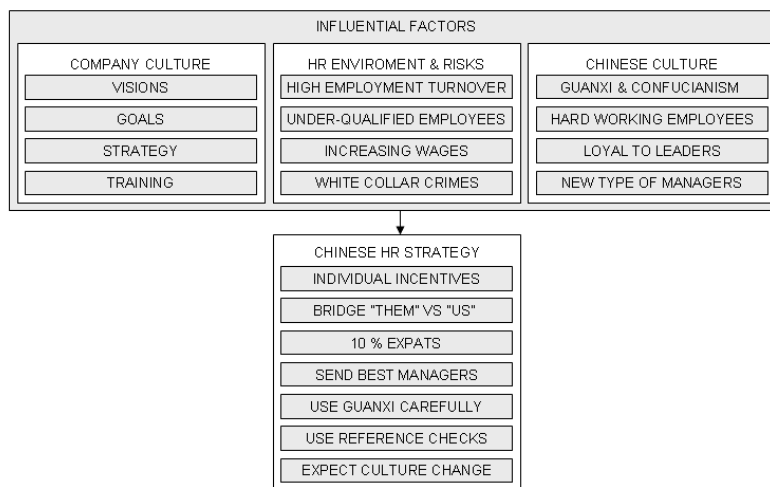 INFLUENTIAL FACTORS
COMPANY CULTURE
VISIONS
GOALS
STRATEGY
TRAINING
HR ENVIROMENT & RISKS
HIGH EMPLOYMENT TURNOVER
UNDER-QUALIFIED EMPLOYEES
INCREASING WAGES
WHITE COLLAR CRIMES
CHINESE CULTURE
GUANXI & CONFUCIANISM
HARD WORKING EMPLOYEES
LOYAL TO LEADERS
NEW TYPE OF MANAGERS
CHINESE HR STRATEGY
INDIVIDUAL INCENTIVES
BRIDGE "THEM" VS "US"
10 % EXPATS
SEND BEST MANAGERS
USE GUANXI CAREFULLY
USE REFERENCE CHECKS
EXPECT CULTURE CHANGE